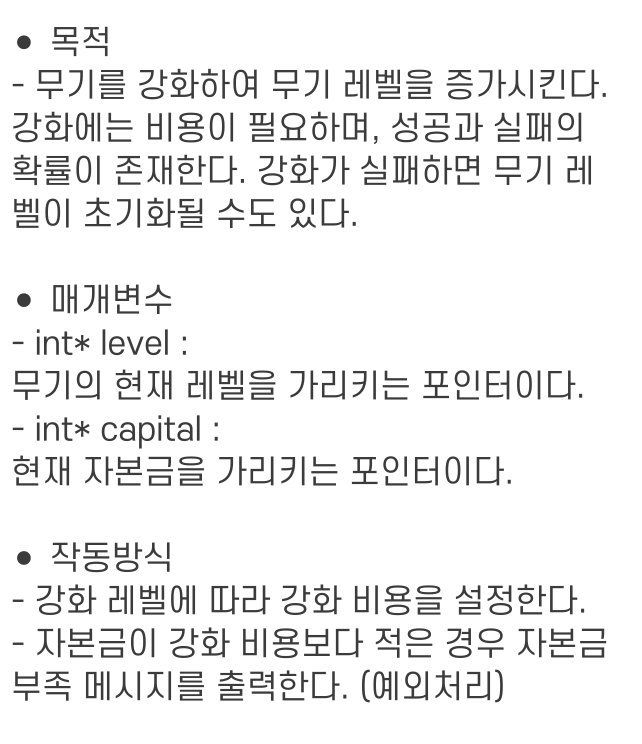 ● 목적
- 무기를 강화하여 무기 레벨을 증가시킨다.
강화에는 비용이 필요하며, 성공과 실패의
확률이 존재한다. 강화가 실패하면 무기 레
벨이 초기화될 수도 있다.
● 매개변수
- int* level :
무기의 현재 레벨을 가리키는 포인터이다.
- int* capital :
현재 자본금을 가리키는 포인터이다.
● 작동방식
- 강화 레벨에 따라 강화 비용을 설정한다.
- 자본금이 강화 비용보다 적은 경우 자본금
부족 메시지를 출력한다. (예외처리)